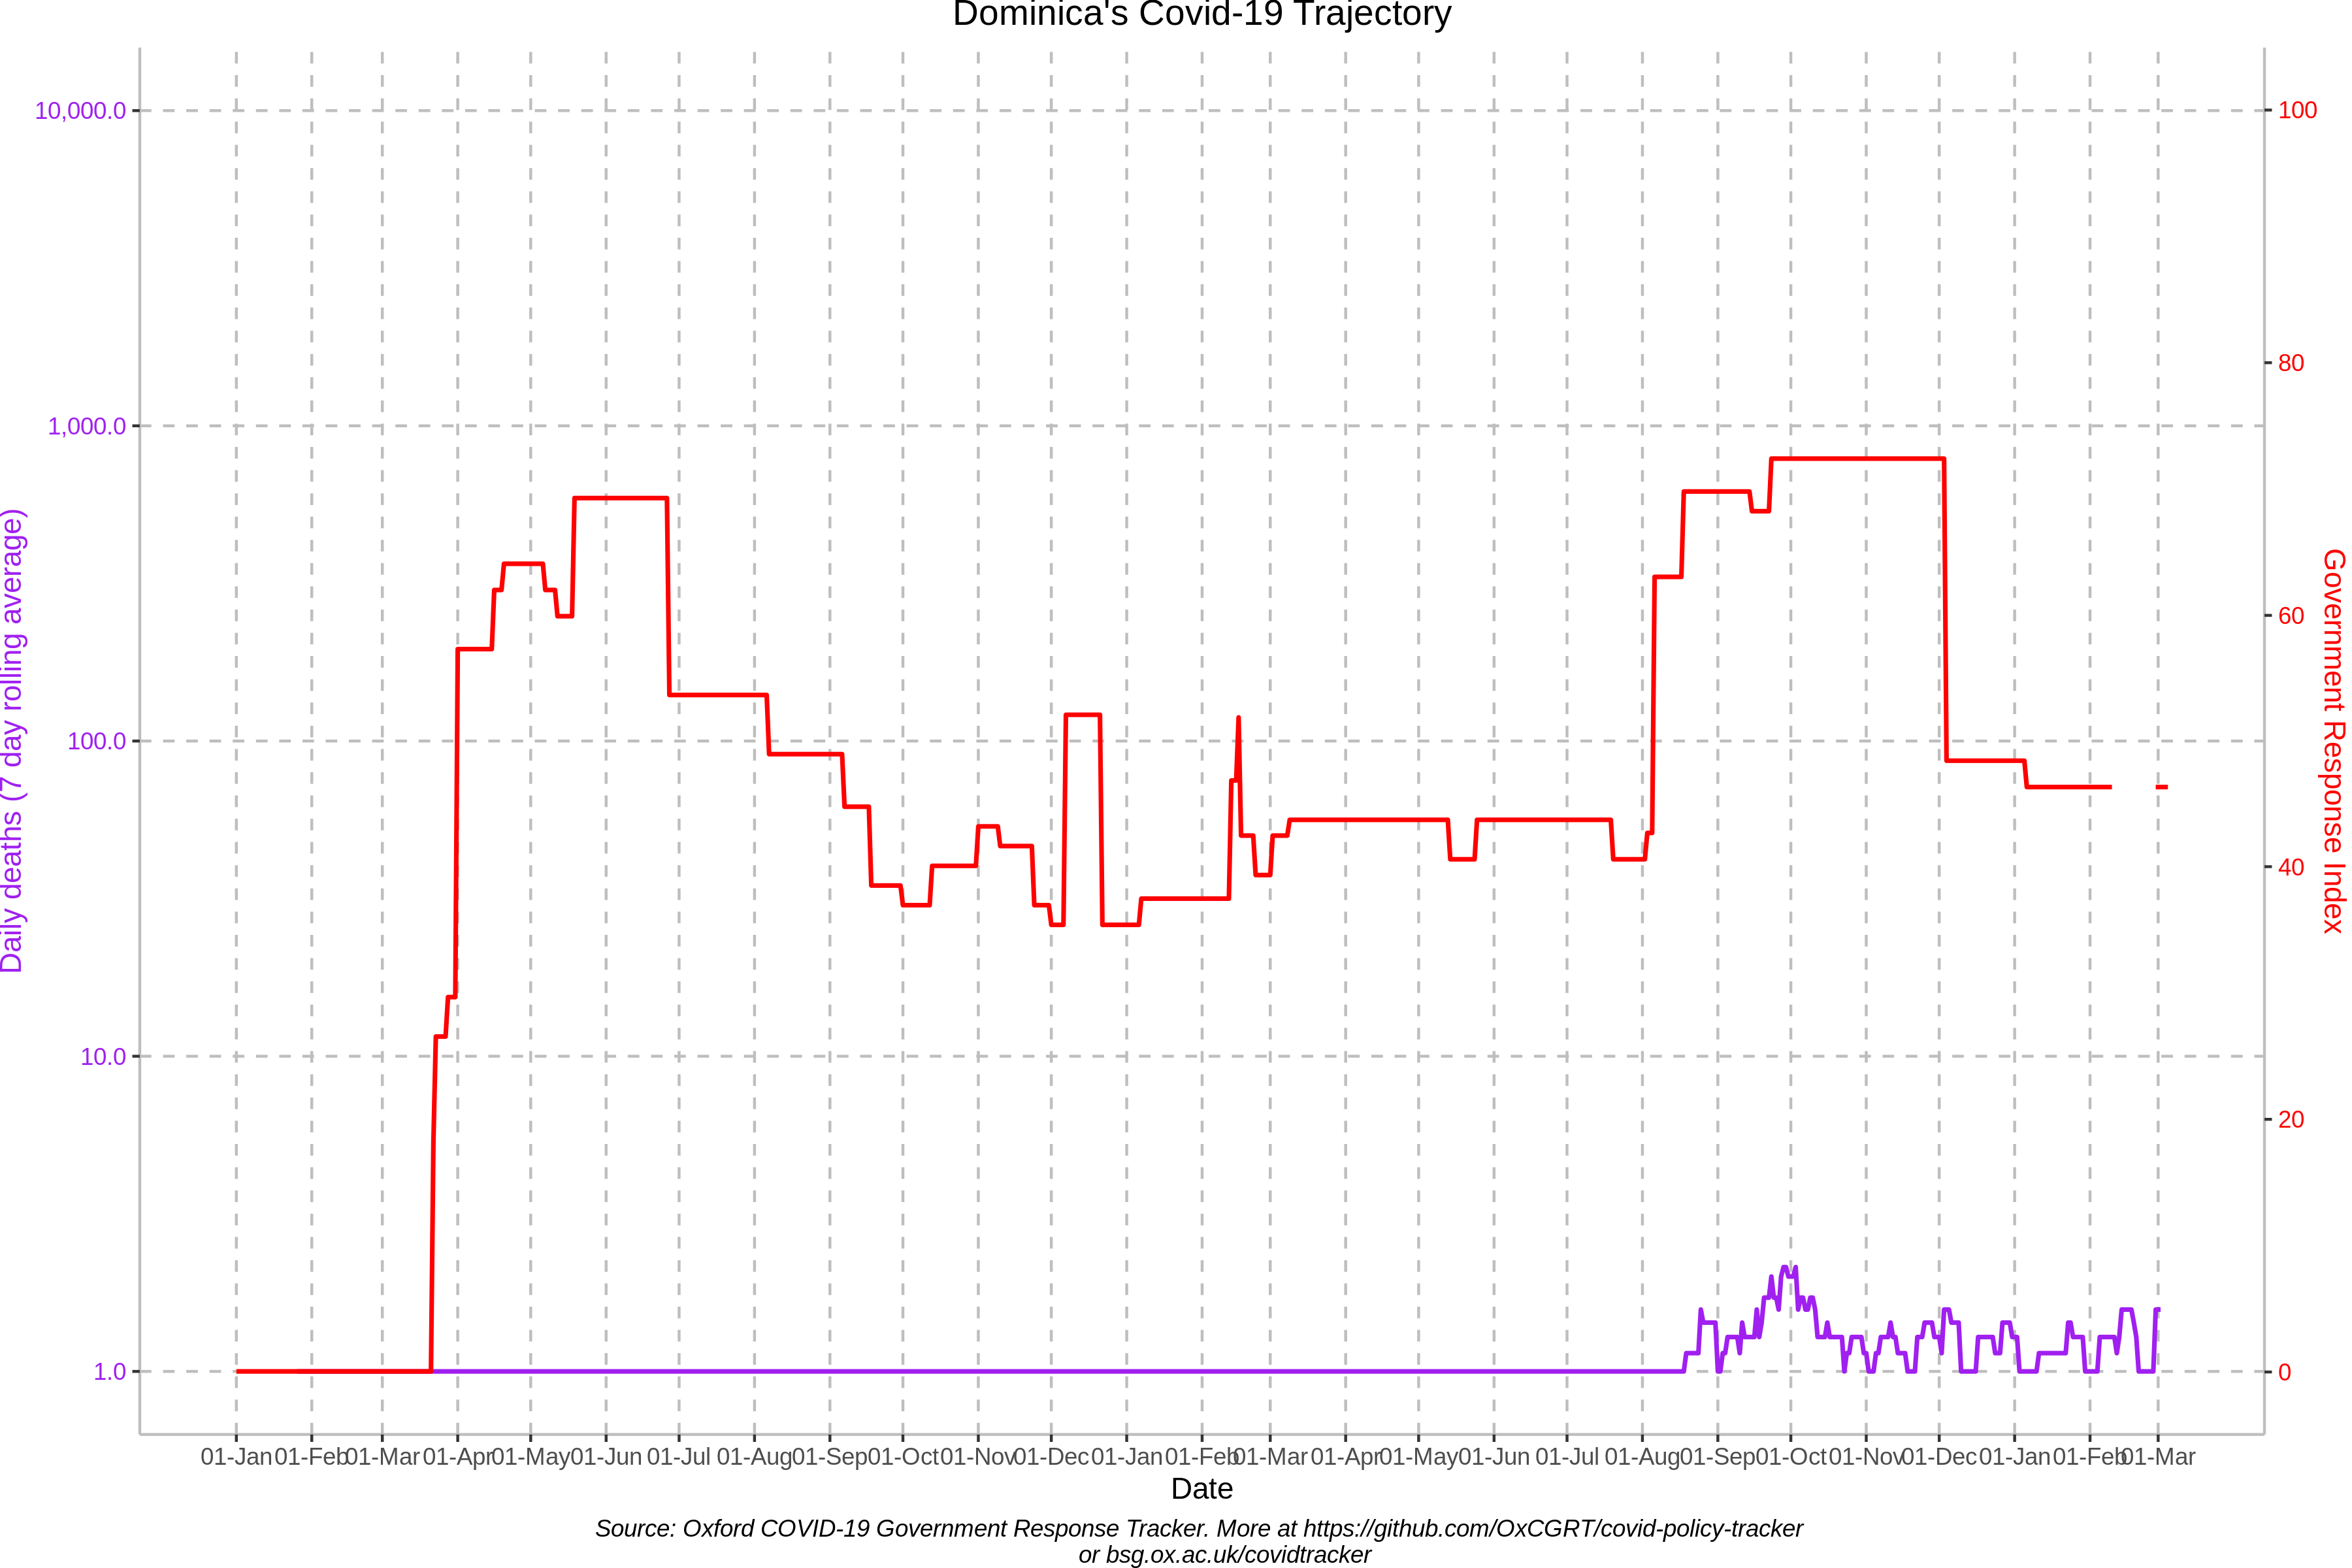 Dominica's Covid-19 Trajectory
10,000.0
1,000.0
100.0
10.0
1.0
Daily deaths (7 day rolling average)
100
80
60
40
20
0
Government Response Index
01-Jan 01-Feb 01-Mar 01-Apr 01-May 01-Jun 01-Jul 01-Aug 01-Sep 01-Oct 01-Nov 01-Dec 01-Jan 01-Feb 01-Mar 01-Apr 01-May 01-Jun 01-Jul 01-Aug 01-Sep 01-Oct 01-Nov 01-Dec 01-Jan 01-Feb 01-Mar
Date
Source: Oxford COVID-19 Government Response Tracker. More at https://github.com/OxCGRT/covid-policy-tracker
or bsg.ox.ac.uk/covidtracker